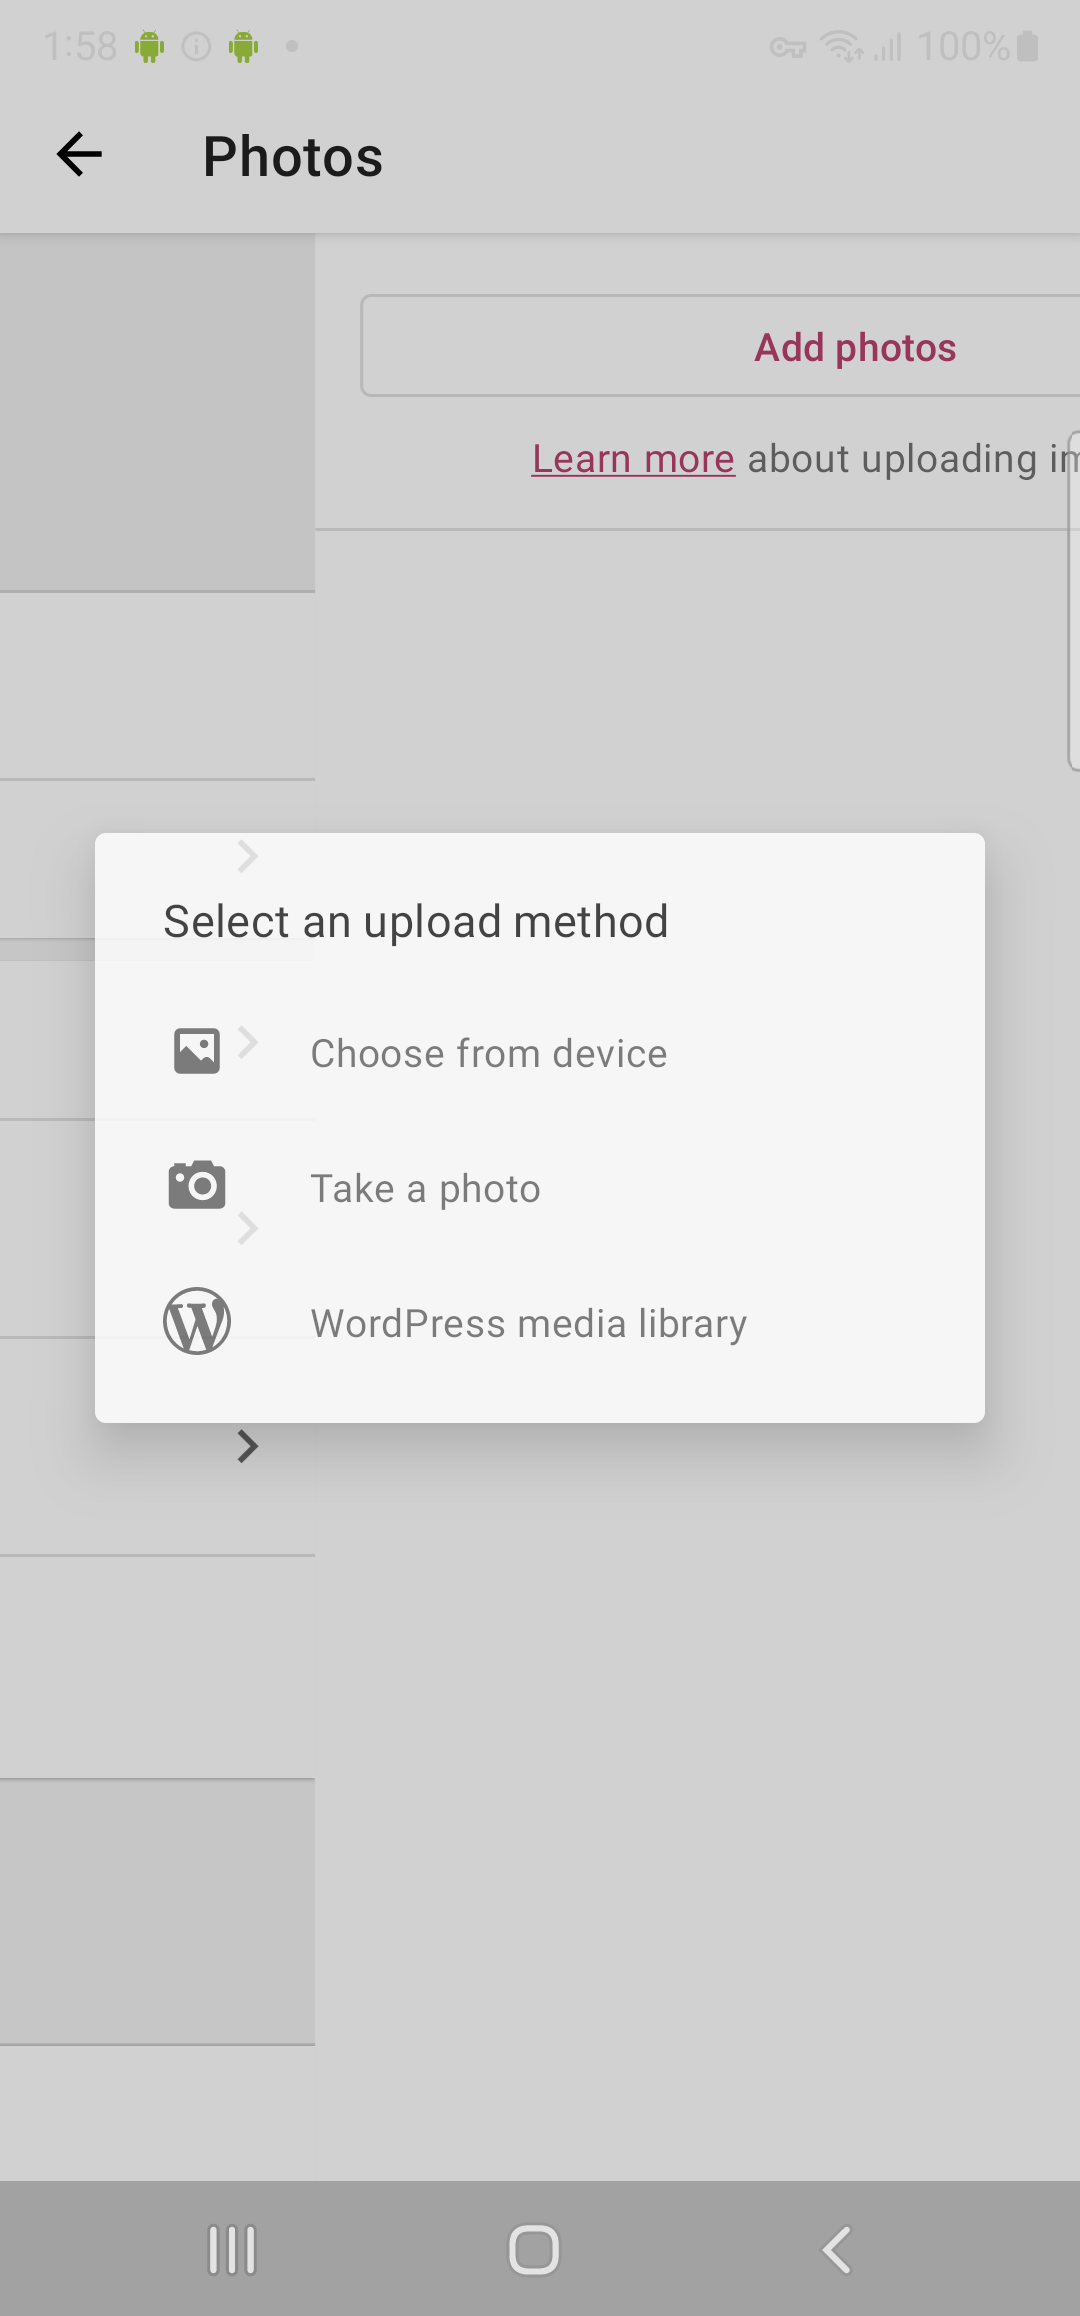 1:58
100%
Photos
Add photos
Learn more about uploading
Select an upload method
Choose from device
Take a photo
WordPress media library